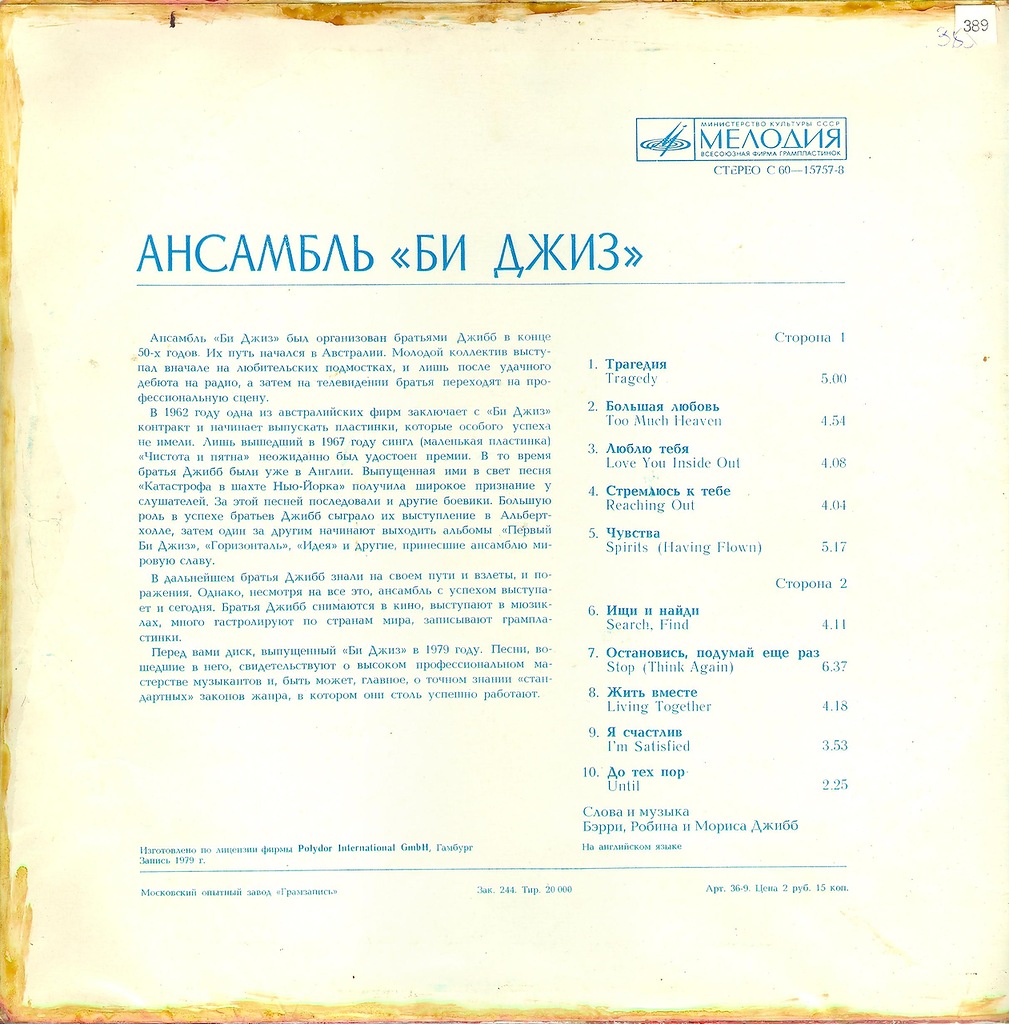 389
МИНИСТЕРСТВО КУЛЬТУРЫ СССР
МЕЛОДИЯ
ВСЕСОЮЗНАЯ ФИРМА ГРАМПЛАСТИНОК
СТЕРЕО С 60—15757-8
АНСАМБЛЬ «БИ ДЖИЗ»
Ансамбль «Би Джиз» был организован братьями Джибб в конце
50-х годов. Их путь начался в Австралии. Молодой коллектив высту-
пал вначале на любительских подмостках, и лишь после удачного
дебюта на радио, а затем на телевидении братья переходят на про-
фессиональную сцену.
В 1962 году одна из австралийских фирм заключает с «Би Джиз»
контракт и начинает выпускать пластинки, которые особого успеха
не имели. Лишь вышедший в 1967 году сингл (маленькая пластинка)
«Чистота и пятна» неожиданно был удостоен премии. В то время
братья Джибб были уже в Англии. Выпущенная ими в свет песня
«Катастрофа в шахте Нью-Йорка» получила широкое признание у
слушателей. За этой песней последовали и другие боевики. Большую
роль в успехе братьев Джибб сыграло их выступление в Альберт-
холле, затем один за другим начинают выходить альбомы «Первый
Би Джиз», «Горизонталь», «Идея» и другие, принесшие ансамблю ми-
ровую славу.
В дальнейшем братья Джибб знали на своем пути и взлеты, и по-
ражения. Однако, несмотря на все это, ансамбль с успехом выступа-
ет и сегодня. Братья Джибб снимаются в кино, выступают в мюзик-
лах, много гастролируют по странам мира, записывают грампла-
стинки.
Перед вами диск, выпущенный «Би Джиз» в 1979 году. Песни, во-
шедшие в него, свидетельствуют о высоком профессиональном ма-
стерстве музыкантов и, быть может, главное, о точном знании «стан-
дартных» законов жанра, в котором они столь успешно работают.
Сторона 1
1. Трагедия
Tragedy 5.00
2. Большая любовь
Too Much Heaven 4.54
3. Люблю тебя
Love You Inside Out 4.08
4. Стремлюсь к тебе
Reaching Out 4.04
5. Чувства
Spirits (Having Flown) 5.17
Сторона 2
6. Ищи и найди
Search, Find 4.11
7. Остановись, подумай еще раз
Stop (Think Again) 6.37
8. Жить вместе
Living Together 4.18
9. Я счастлив
I'm Satisfied 3.53
10. До тех пор
Until 2.25
Слова и музыка
Бэрри, Робина и Мориса Джибб
На английском языке
Изготовлено по лицензии фирмы Polydor International GmbH, Гамбург
Запись 1979 г.
Московский опытный завод «Грамзапись» Зак. 244. Тир. 20 000 Арт. 36-9. Цена 2 руб. 15 коп.